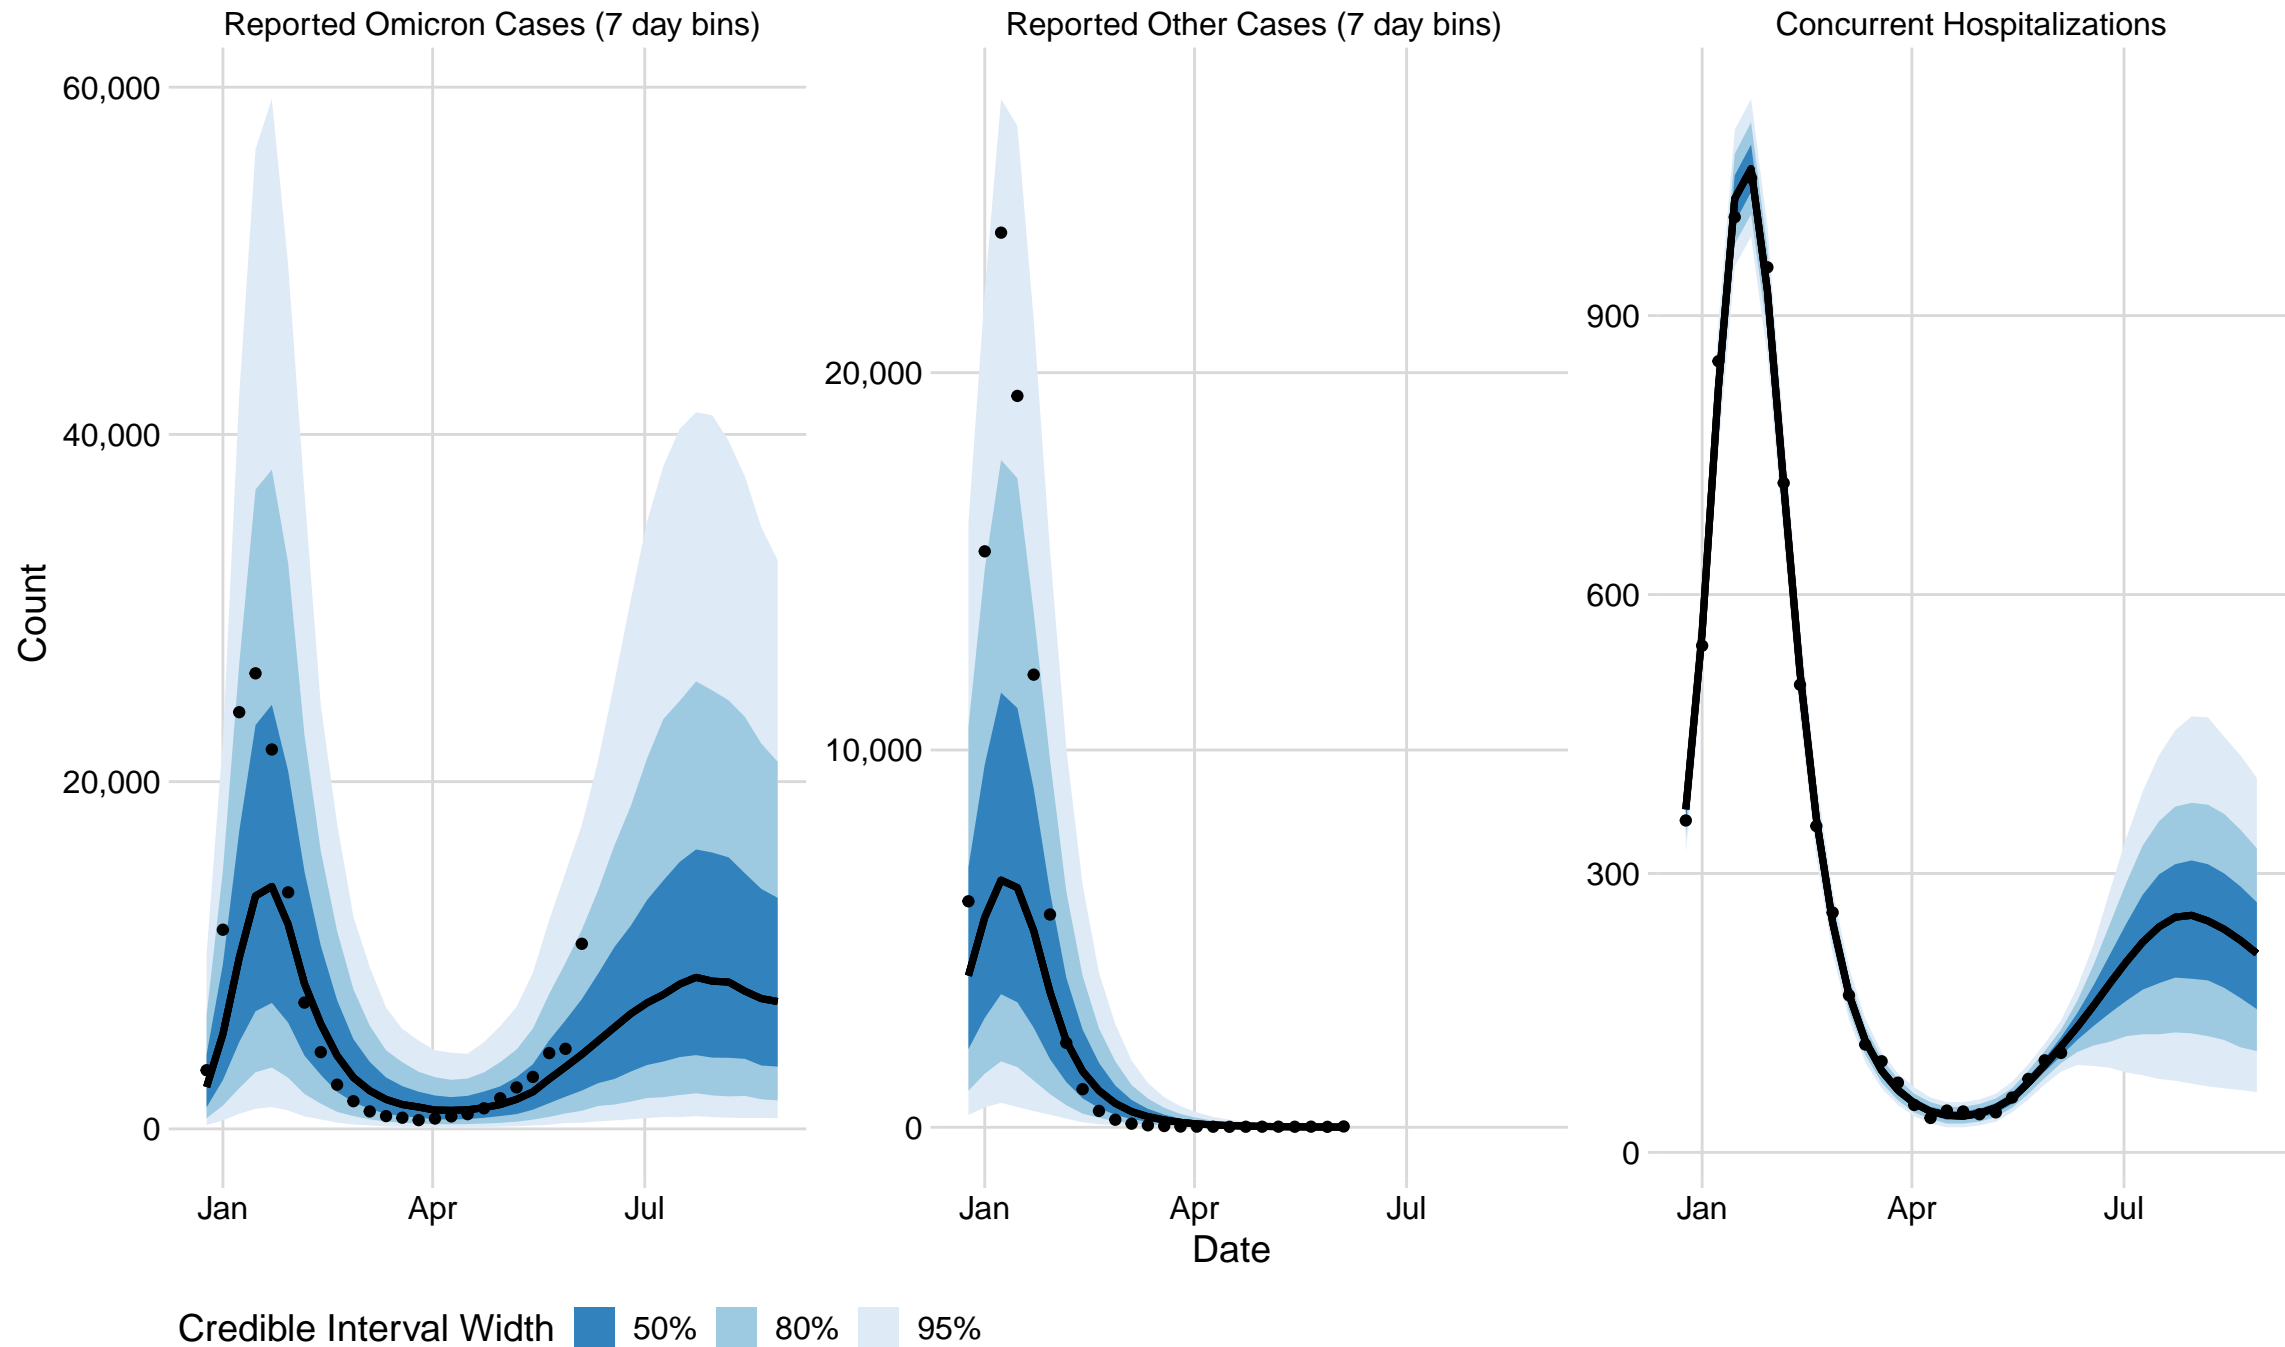 Reported Omicron Cases (7 day bins)
Reported Other Cases (7 day bins)
Concurrent Hospitalizations
Count
60,000
40,000
20,000
0
20,000
10,000
0
900
600
300
0
Jan Apr Jul
Jan Apr Jul
Jan Apr Jul
Date
Credible Interval Width 50% 80% 95%